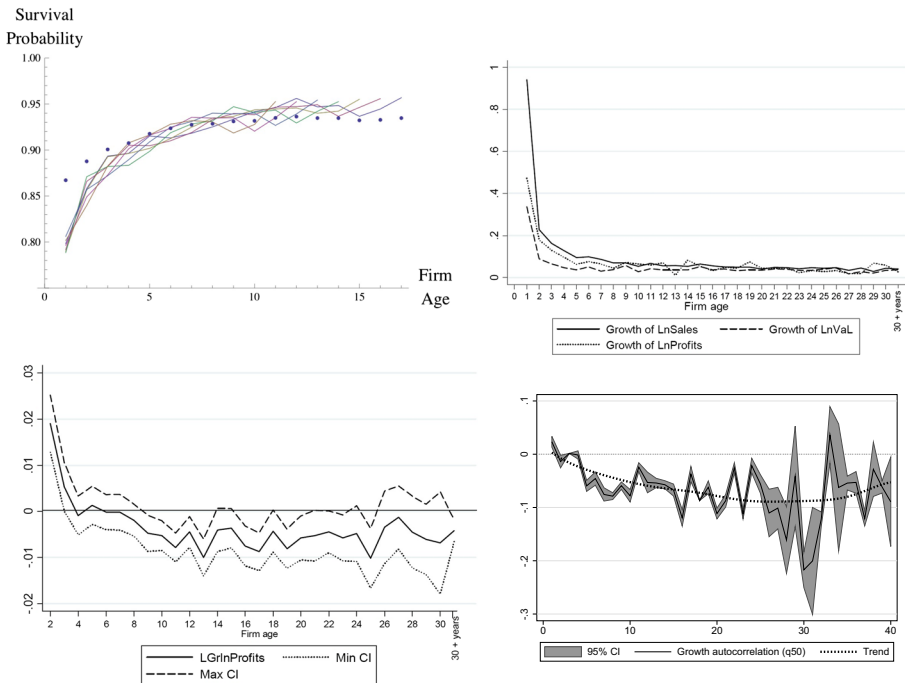 Survival
Probability
1.00
0.95
0.90
0.85
0.80
0 5 10 15
Firm
Age
1
.8
.6
.4
.2
0
0 1 2 3 4 5 6 7 8 9 10 11 12 13 14 15 16 17 18 19 20 21 22 23 24 25 26 27 28 29 30 30 + years
Firm age
Growth of LnSales Growth of LnVaL
Growth of LnProfits
.03
.02
.01
0
-.01
-.02
2 4 6 8 10 12 14 16 18 20 22 24 26 28 30 30 + years
Firm age
LGrlnProfits Min CI
Max CI
.1
0
-.1
-.2
-.3
0 10 20 30 40
95% CI Growth autocorrelation (q50) Trend